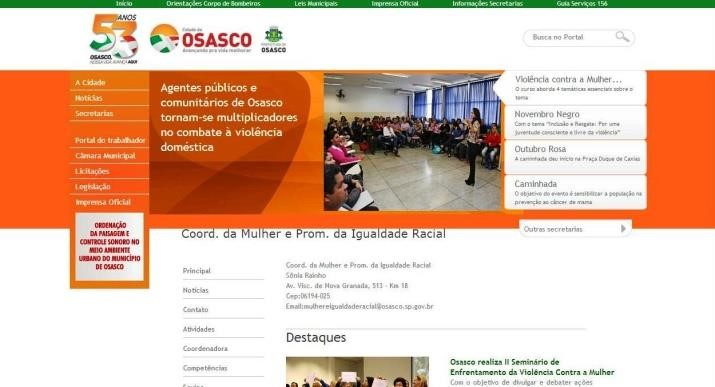 Início
Orientações Corpo de Bombeiros
Leis Municipais
Imprensa Oficial
Informações Secretarias
Guia Serviços 156
53 ANOS
OSASCO,
NOSSA VIDA AVANÇA AQUI
Cidade de
OSASCO
Avançando pra vida melhorar
PREFEITURA DE
OSASCO
Busca no Portal
A Cidade
Notícias
Secretarias
Portal do trabalhador
Câmara Municipal
Licitações
Legislação
Imprensa Oficial
ORDENAÇÃO
DA PAISAGEM E
CONTROLE SONORO NO
MEIO AMBIENTE
URBANO DO MUNICÍPIO
DE OSASCO
Agentes públicos e
comunitários de Osasco
tornam-se multiplicadores
no combate à violência
doméstica
Violência contra a Mulher...
O curso aborda 4 temáticas essenciais sobre o
tema
Novembro Negro
Com o tema "Inclusão e Resgate: Por uma
juventude consciente e livre da violência"
Outubro Rosa
A caminhada deu início na Praça Duque de Caxias
Caminhada
O objetivo do evento é sensibilizar a população na
prevenção ao câncer de mama
Outras secretarias
Coord. da Mulher e Prom. da Igualdade Racial
Principal
Notícias
Contato
Atividades
Coordenadora
Competências
Equipe
Coord. da Mulher e Prom. da Igualdade Racial
Sônia Rainho
Av. Visc. de Nova Granada, 513 - Km 18
Cep:06194-025
Email:mulhereigualdaderacial@osasco.sp.gov.br
Destaques
Osasco realiza II Seminário de
Enfrentamento da Violência Contra a Mulher
Com o objetivo de divulgar e debater ações